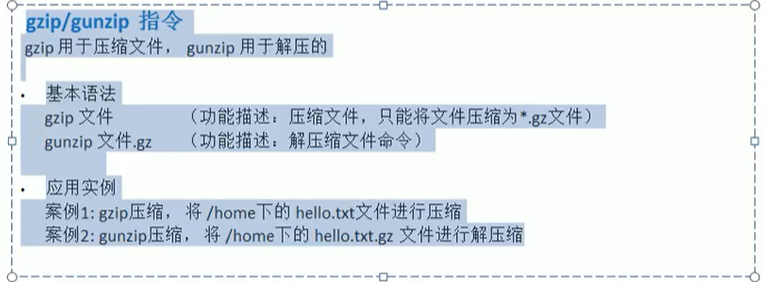 gzip/gunzip 指令
gzip 用于压缩文件， gunzip 用于解压的
• 基本语法
gzip 文件 （功能描述：压缩文件，只能将文件压缩为*.gz文件）
gunzip 文件.gz （功能描述：解压缩文件命令）
• 应用实例
案例1: gzip压缩， 将 /home下的 hello.txt文件进行压缩
案例2: gunzip压缩， 将 /home下的 hello.txt.gz 文件进行解压缩